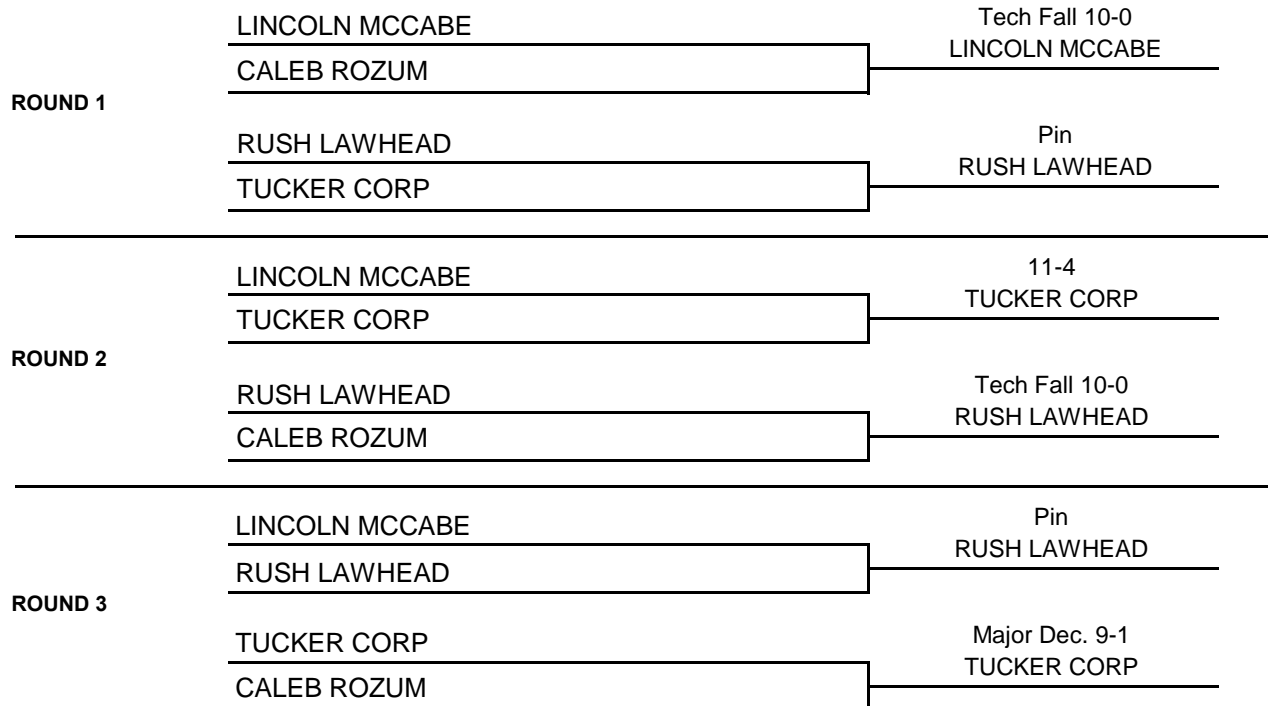 LINCOLN MCCABE
Tech Fall 10-0
LINCOLN MCCABE
CALEB ROZUM
ROUND 1
RUSH LAWHEAD
Pin
RUSH LAWHEAD
TUCKER CORP
LINCOLN MCCABE
11-4
TUCKER CORP
TUCKER CORP
ROUND 2
RUSH LAWHEAD
Tech Fall 10-0
RUSH LAWHEAD
CALEB ROZUM
LINCOLN MCCABE
Pin
RUSH LAWHEAD
RUSH LAWHEAD
ROUND 3
TUCKER CORP
Major Dec. 9-1
TUCKER CORP
CALEB ROZUM